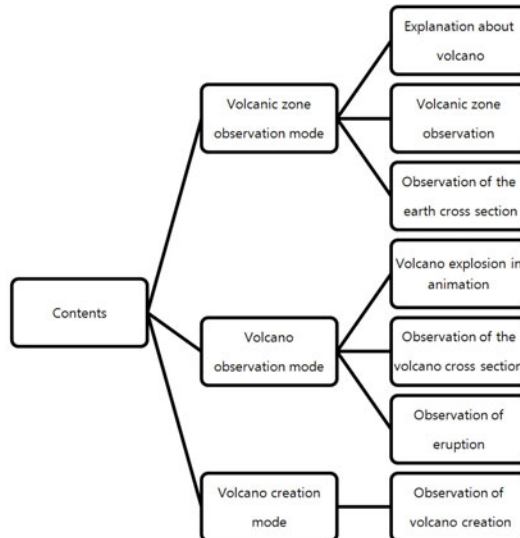 Contents
Volcanic zone
observation mode
Explanation about
volcano
Volcanic zone
observation
Observation of the
earth cross section
Volcano
observation mode
Volcano explosion in
animation
Observation of the
volcano cross section
Observation of
eruption
Volcano creation
mode
Observation of
volcano creation